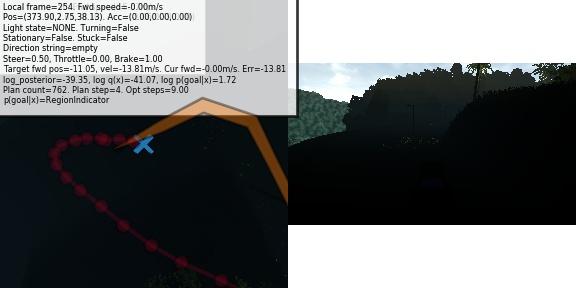 Local frame=254. Fwd speed=-0.00m/s
Pos=(373.90,2.75,38.13). Acc=(0.00,0.00,0.00)
Light state=NONE. Turning=False
Stationary=False. Stuck=False
Direction string=empty
Steer=0.50, Throttle=0.00, Brake=1.00
Target fwd pos=-11.05, vel=-13.81m/s. Cur fwd=-0.00m/s. Err=-13.81
log_posterior=-39.35, log q(x)=-41.07, log p(goal|x)=1.72
Plan count=762. Plan step=4. Opt steps=9.00
p(goal|x)=RegionIndicator